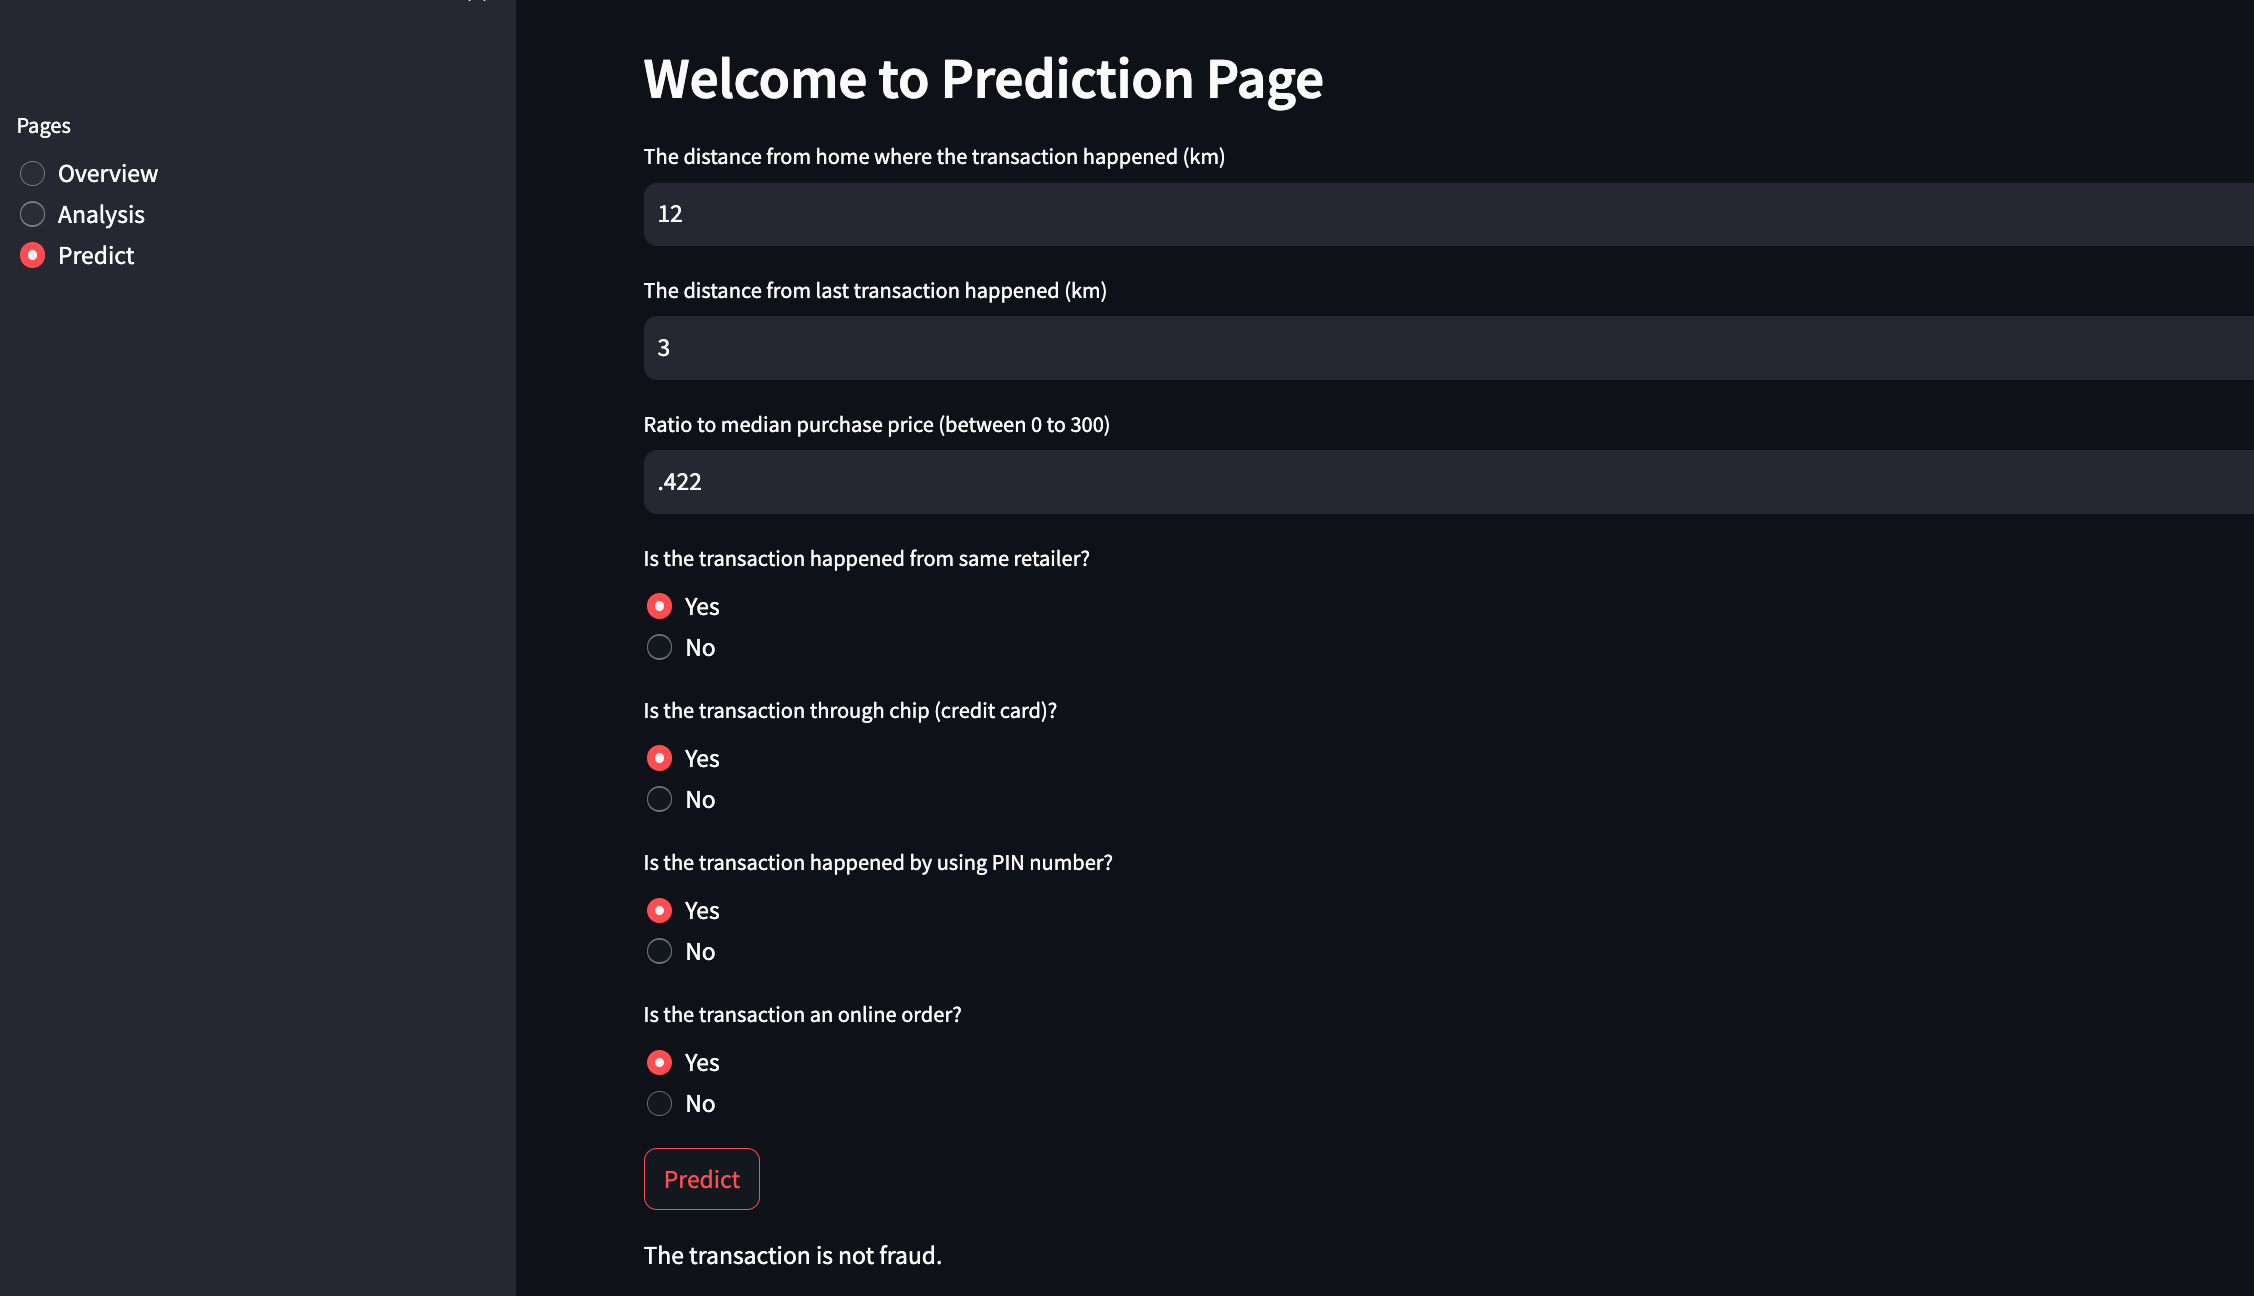 Pages
Overview
Analysis
Predict
Welcome to Prediction Page
The distance from home where the transaction happened (km)
12
The distance from last transaction happened (km)
3
Ratio to median purchase price (between 0 to 300)
.422
Is the transaction happened from same retailer?
Yes
No
Is the transaction through chip (credit card)?
Yes
No
Is the transaction happened by using PIN number?
Yes
No
Is the transaction an online order?
Yes
No
Predict
The transaction is not fraud.